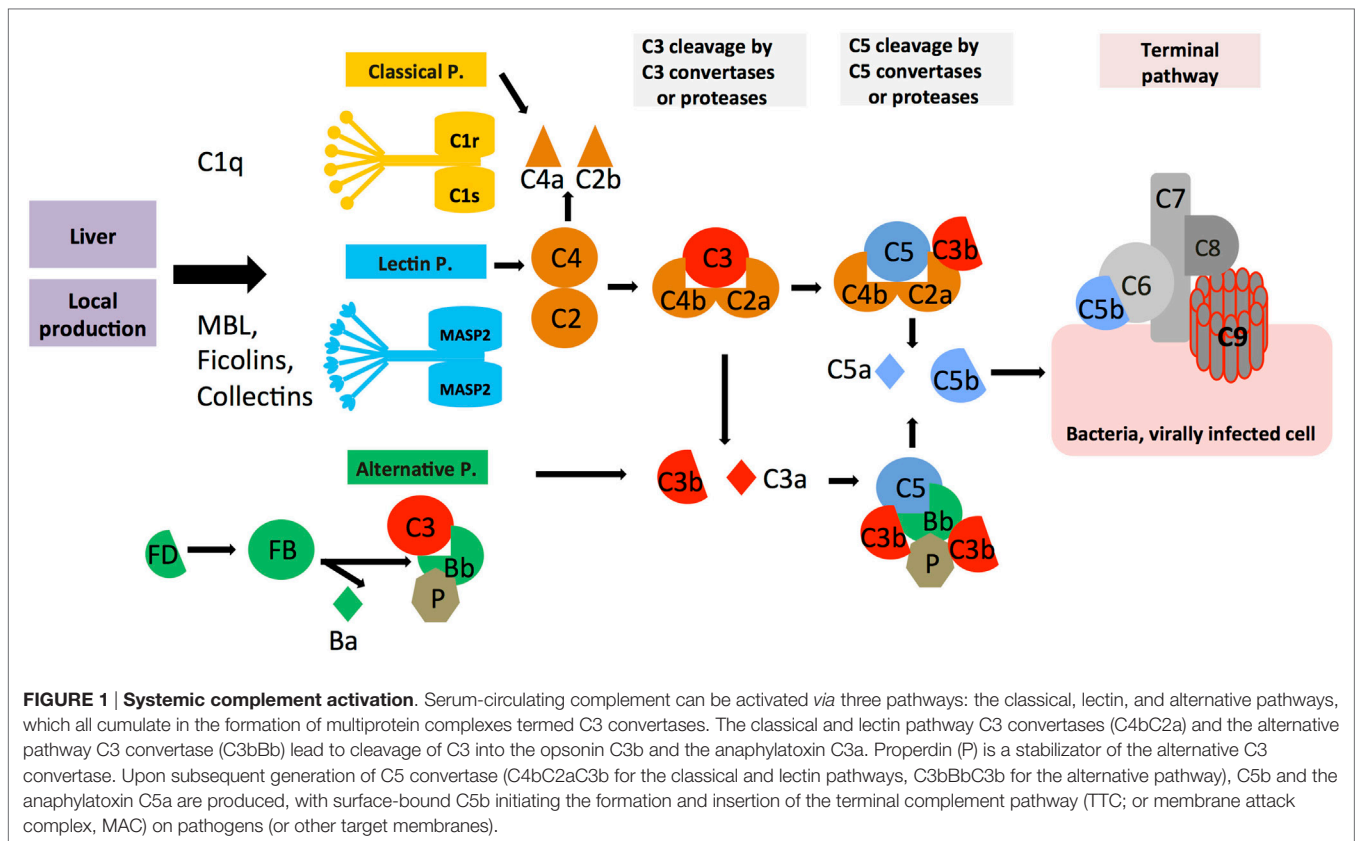 C3 cleavage by
C3 convertases
or proteases
C5 cleavage by
C5 convertases
or proteases
Terminal
pathway
Classical P.
C1q
C1r
C1s
C4a
C2b
Liver
Local
production
Lectin P.
MBL,
Ficolins,
Collectins
MASP2
MASP2
C4
C2
C3
C4b
C2a
C5
C3b
C4b
C2a
C5a
C5b
C7
C8
C6
C5b
C9
Bacteria, virally infected cell
Alternative P.
C3b
C3a
FD
FB
Ba
C3
Bb
P
C5
Bb
C3b
C3b
P
FIGURE 1 | Systemic complement activation. Serum-circulating complement can be activated via three pathways: the classical, lectin, and alternative pathways,
which all cumulate in the formation of multiprotein complexes termed C3 convertases. The classical and lectin pathway C3 convertases (C4bC2a) and the alternative
pathway C3 convertase (C3bBb) lead to cleavage of C3 into the opsonin C3b and the anaphylatoxin C3a. Properdin (P) is a stabilizator of the alternative C3
convertase. Upon subsequent generation of C5 convertase (C4bC2aC3b for the classical and lectin pathways, C3bBbC3b for the alternative pathway), C5b and the
anaphylatoxin C5a are produced, with surface-bound C5b initiating the formation and insertion of the terminal complement pathway (TTC; or membrane attack
complex, MAC) on pathogens (or other target membranes).